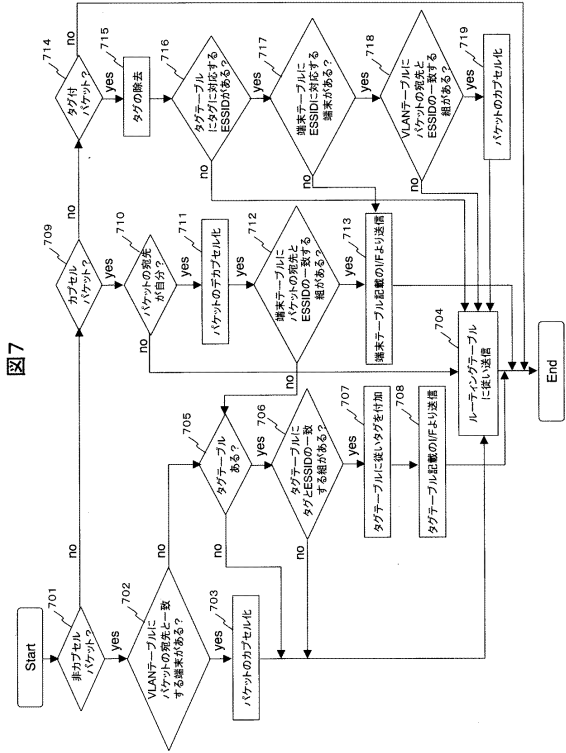 図7
Start
701
非カプセル
パケット?
no
yes
702
VLANテーブルに
パケットの宛先と一致
する端末がある?
no
yes
703
パケットのカプセル化
705
タグテーブル
ある?
no
yes
706
タグテーブルに
タグとESSIDの一致
する組がある?
no
yes
707
タグテーブルに従いタグを付加
708
タグテーブル記載のI/Fより送信
709
カプセル
パケット?
no
yes
710
パケットの宛先
が自分?
no
yes
711
パケットのデカプセル化
712
端末テーブルに
パケットの宛先と
ESSIDの一致する
組がある?
no
yes
713
端末テーブル記載のI/Fより送信
714
タグ付
パケット?
no
yes
715
タグの除去
716
タグテーブル
にタグに対応する
ESSIDがある?
no
yes
717
端末テーブルに
ESSIDに対応する
端末がある?
no
yes
718
VLANテーブルに
パケットの宛先と
ESSIDの一致する
組がある?
no
yes
719
パケットのカプセル化
704
ルーティングテーブル
に従い送信
End